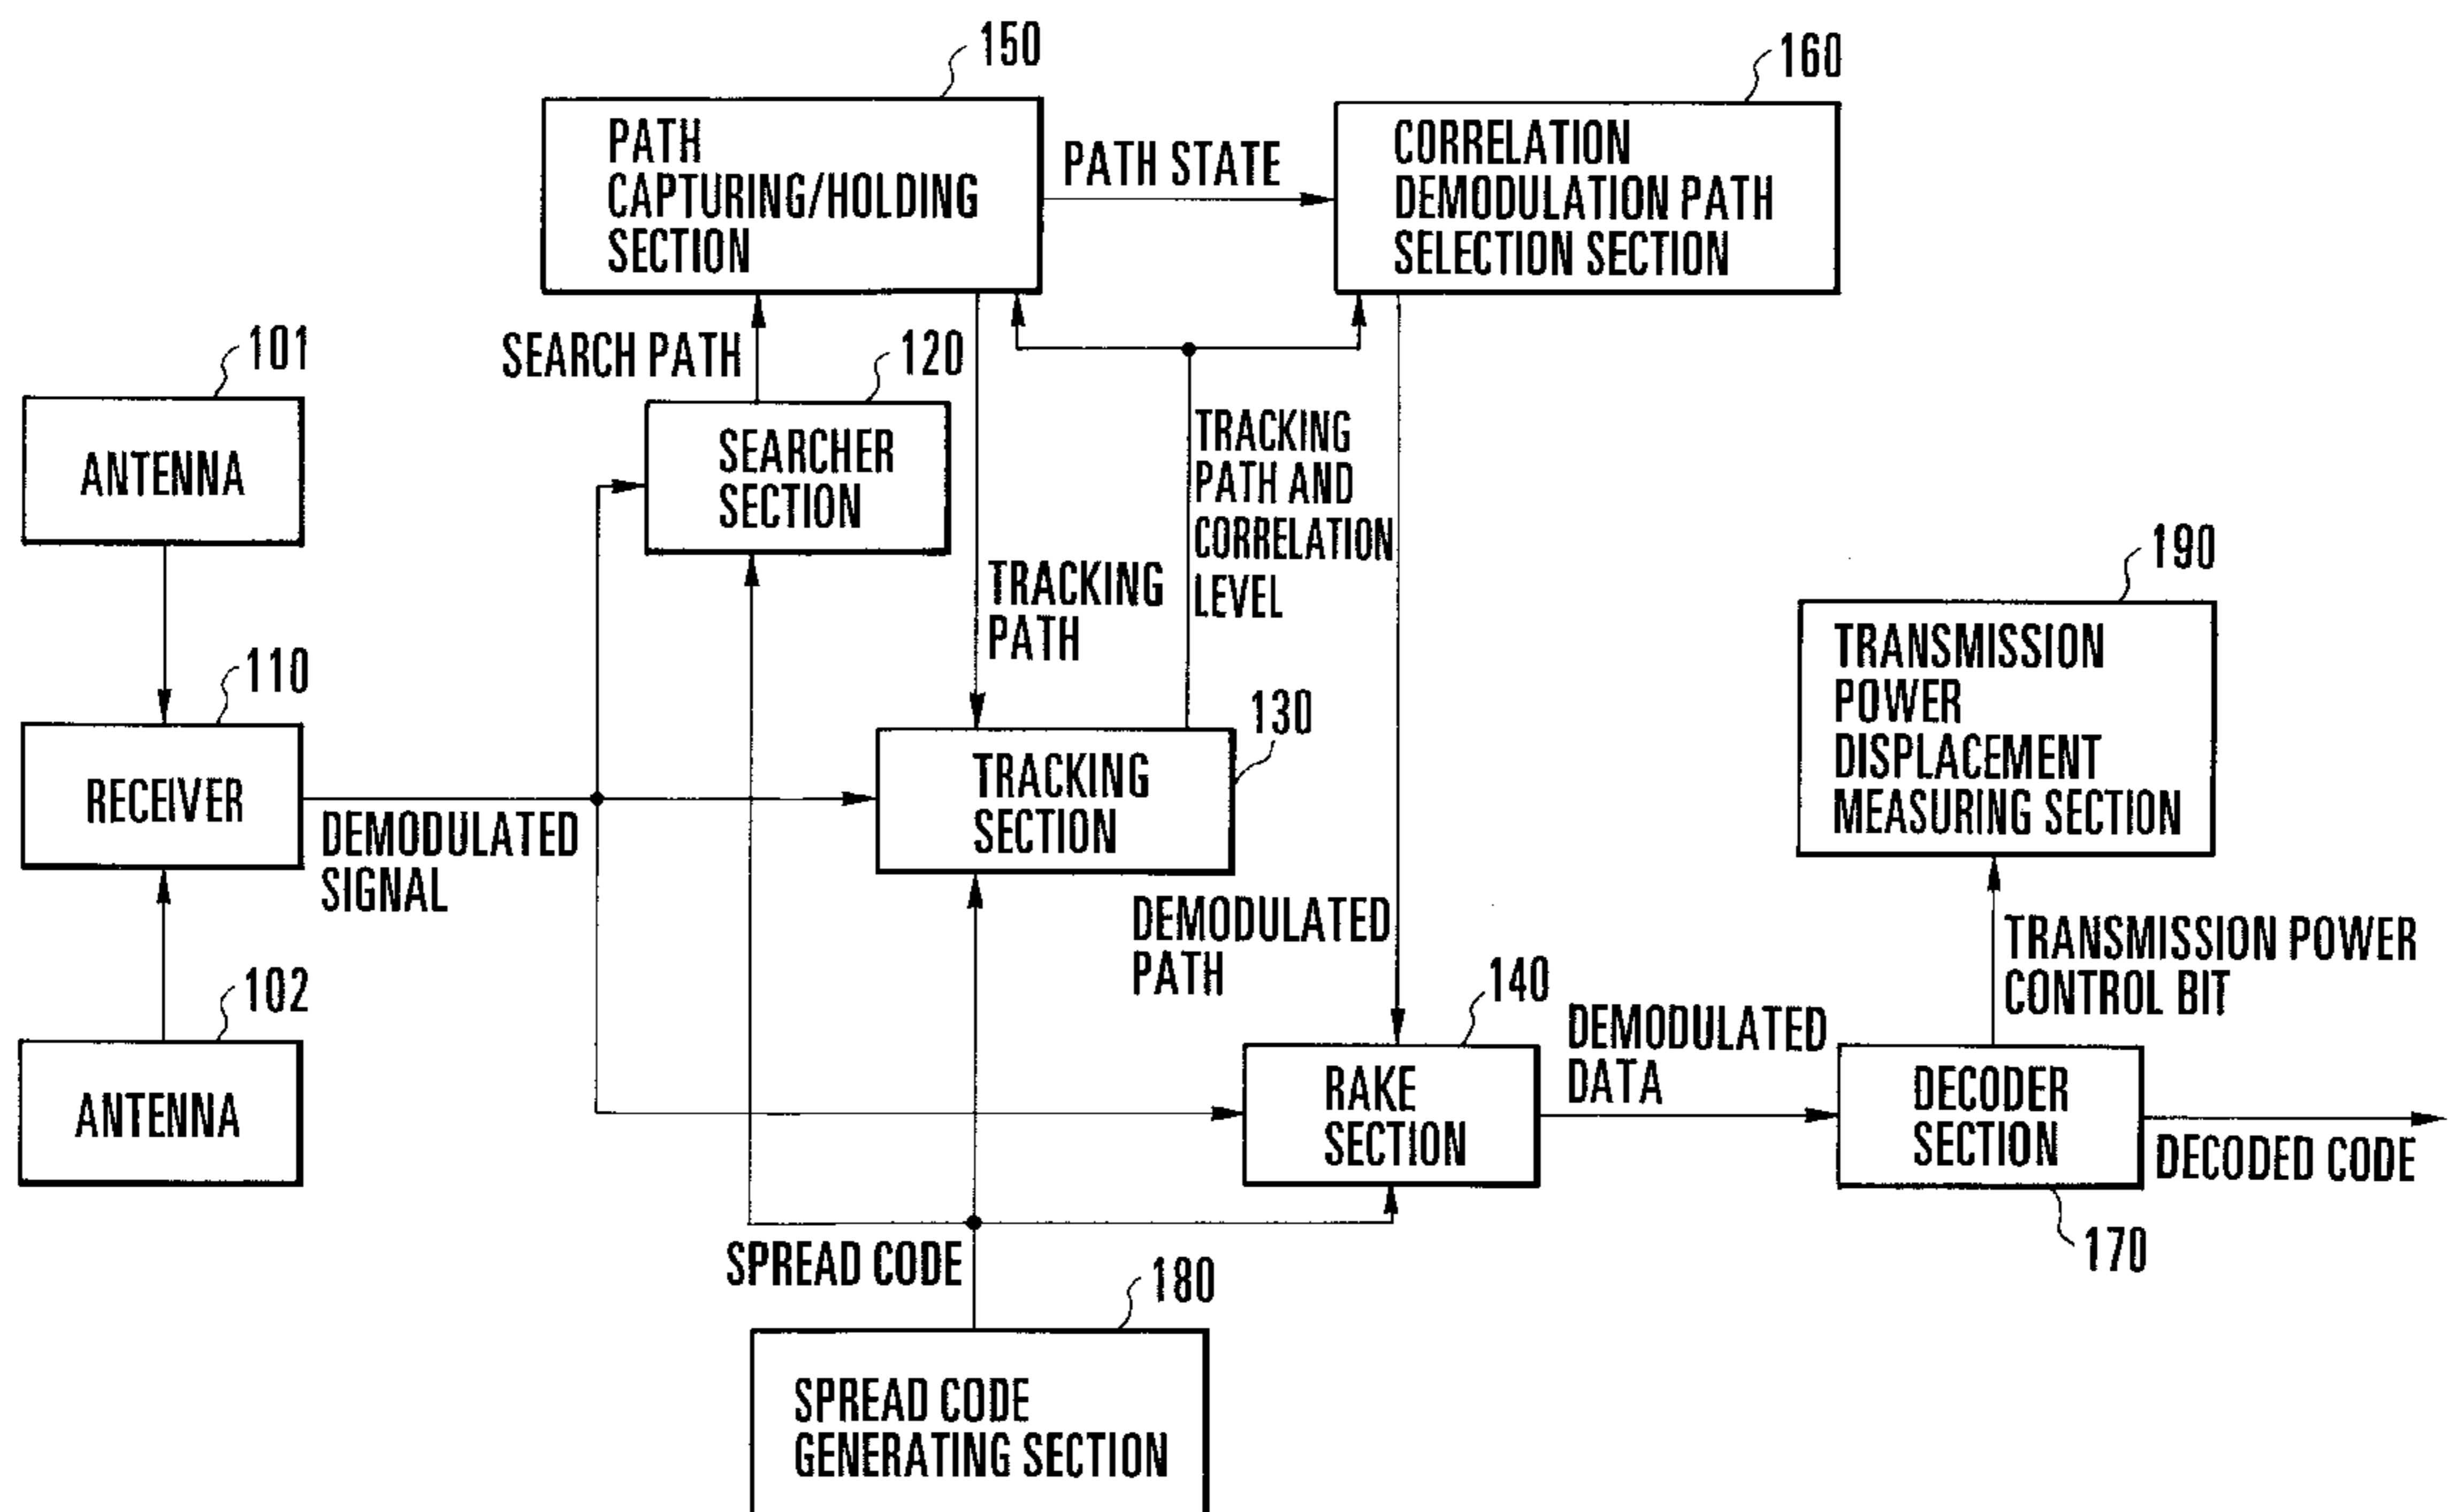 150
PATH
CAPTURING/HOLDING
SECTION
PATH STATE
160
CORRELATION
DEMODULATION PATH
SELECTION SECTION
101
ANTENNA
SEARCH PATH
120
SEARCHER
SECTION
TRACKING
PATH AND
CORRELATION
LEVEL
TRACKING
PATH
110
RECEIVER
DEMODULATED
SIGNAL
130
TRACKING
SECTION
190
TRANSMISSION
POWER
DISPLACEMENT
MEASURING SECTION
102
ANTENNA
DEMODULATED
PATH
140
RAKE
SECTION
DEMODULATED
DATA
TRANSMISSION POWER
CONTROL BIT
DECODER
SECTION
170
DECODED CODE
SPREAD CODE
180
SPREAD CODE
GENERATING SECTION